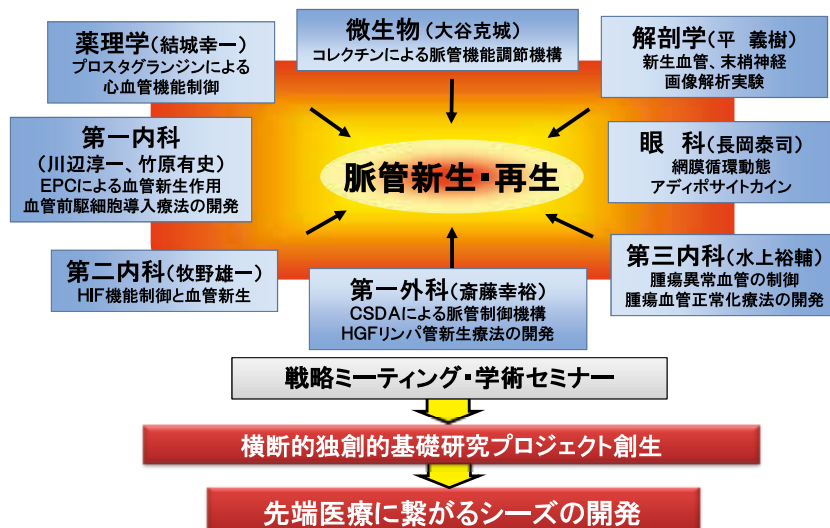 薬理学(結城幸一)
プロスタグランジンによる
心血管機能制御
微生物(大谷克城)
コレクチンによる脈管機能調節機構
解剖学(平 義樹)
新生血管、末梢神経
画像解析実験
第一内科
(川辺淳一、竹原有史)
EPCによる血管新生作用
血管前駆細胞導入療法の開発
脈管新生・再生
眼 科(長岡泰司)
網膜循環動態
アディポサイトカイン
第二内科(牧野雄一)
HIF機能制御と血管新生
第一外科(斎藤幸裕)
CSDAによる脈管制御機構
HGFリンパ管新生療法の開発
第三内科(水上裕輔)
腫瘍異常血管の制御
腫瘍血管正常化療法の開発
戦略ミーティング・学術セミナー
横断的独創的基礎研究プロジェクト創生
先端医療に繋がるシーズの開発